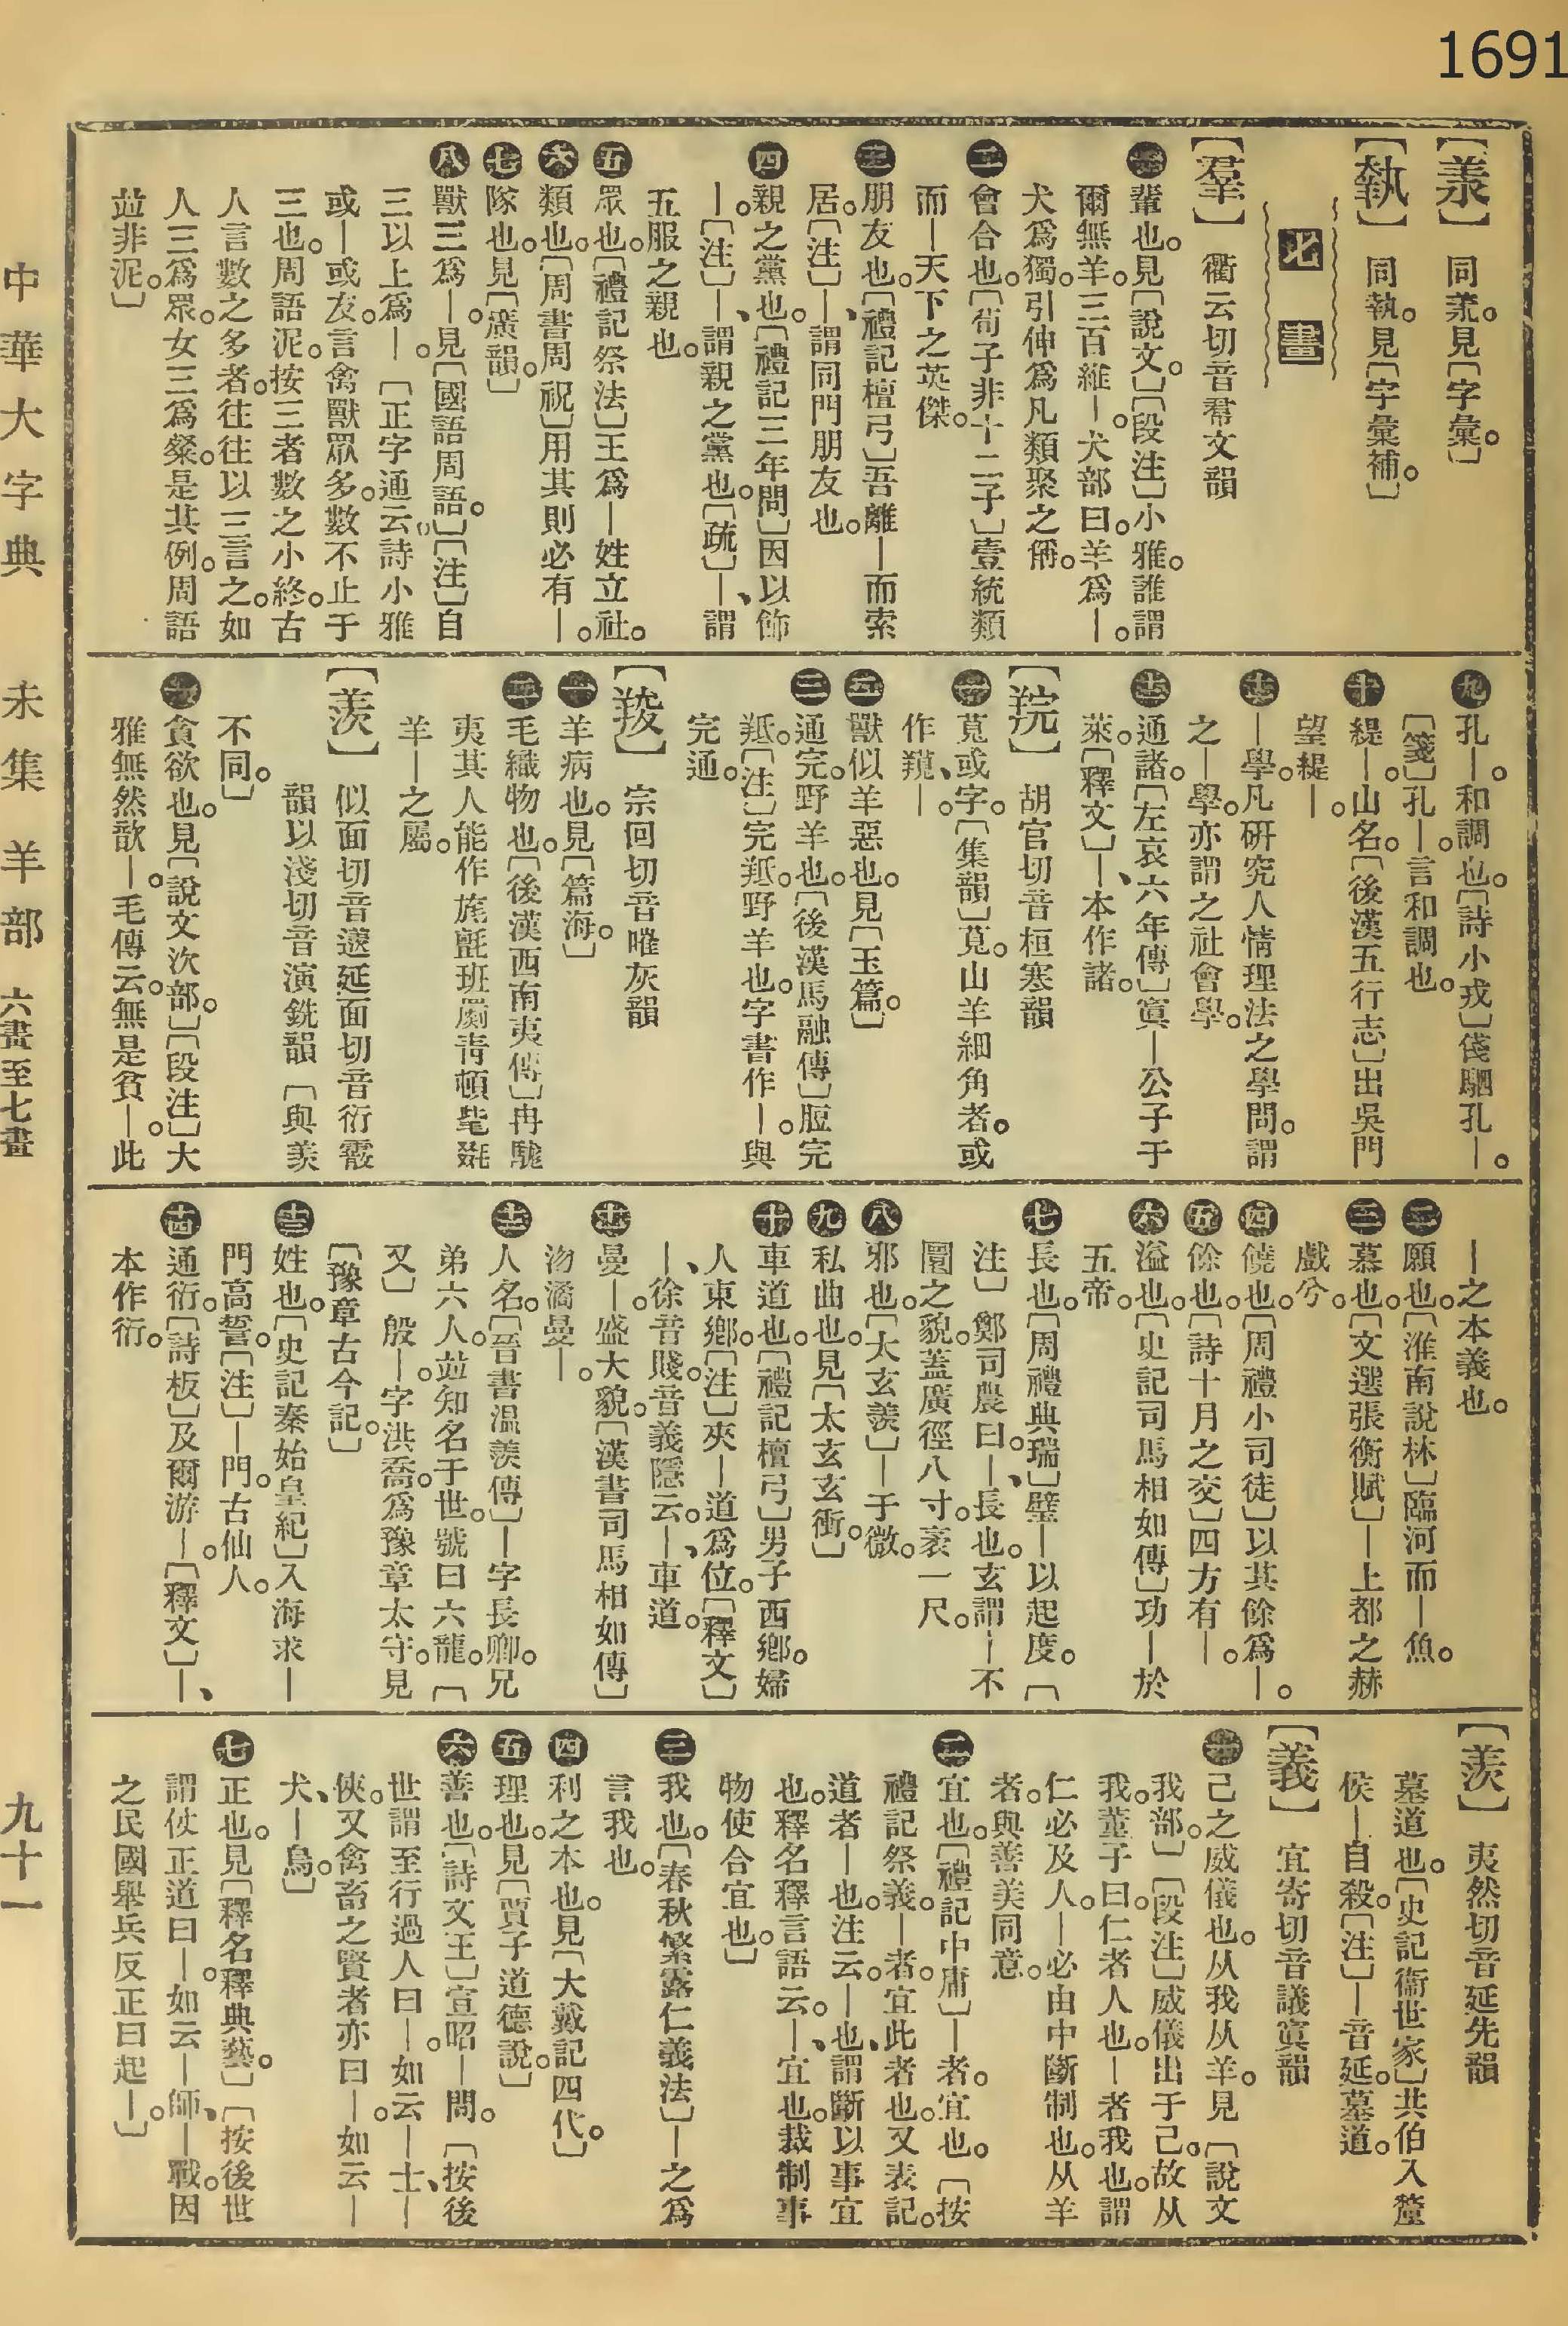 1691
【羕】　同羕。見〔字彙。〕
【㙯】　同執。見〔字彙補。〕
七畫
【羣】　衢云切音羣文韻
㊀輩也。見〔說文。〕〔段注〕小雅。誰謂
爾無羊。三百維｜。犬部曰。羊爲｜。
犬爲獨。引伸爲凡類聚之稱。
㊁會合也。〔荀子非十二子〕壹統類
而｜天下之英傑。
㊂朋友也。〔禮記檀弓〕吾離｜而索
居。〔注〕｜、謂同門朋友也。
㊃親之黨也。〔禮記三年問〕因以飾
｜。〔注〕｜、謂親之黨也。〔疏〕｜、謂
五服之親也。
㊄眾也。〔禮記祭法〕王爲｜姓立社。
㊅類也。〔周書周祝〕用其則必有｜。
㊆隊也。見〔廣韻。〕
㊇獸三爲｜。見〔國語周語。〕〔注〕自
三以上爲｜。〔正字通云。詩小雅
或｜或友。言禽獸眾多。數不止于
三也。周語泥。按三者數之小終。古
人言數之多者。往往以三言之。如
人三爲眾。女三爲粲。是其例。周語
並非泥。〕
㊈孔｜。和調也。〔詩小戎〕俴駟孔｜。
〔箋〕孔｜。言和調也。
㊉緹｜。山名。〔後漢五行志〕出吳門
望緹｜。
⑪｜學。凡硏究人情理法之學問。謂
之｜學。亦謂之社會學。
⑫通諸。〔左哀六年傳〕寘｜公子于
萊。〔釋文〕｜、本作諸。
【羦】　胡官切音桓寒韻
㊀莧或字。〔集韻〕莧。山羊細角者。或
作羱、｜。
㊁獸似羊惡也。見〔玉篇。〕
㊂通完。野羊也。〔後漢馬融傳〕脰完
羝。〔注〕完羝。野羊也。字書作｜。與
完通。
【羧】　宗回切音嗺灰韻
㊀羊病也。見〔篇海。〕
㊁毛織物也。〔後漢西南夷傳〕冉駹
夷其人能作旄氈班罽靑頓毞毲
羊｜之屬。
【羨】　似面切音𨗨延面切音衍霰
韻以淺切音演銑韻〔與羡
不同。〕
㊀貪欲也。見〔說文㳄部。〕〔段注〕大
雅無然歆｜。毛傳云。無是貪｜。此
｜之本義也。
㊁願也。〔淮南說林〕臨河而｜魚。
㊂慕也。〔文選張衡賦〕｜上都之赫
戲兮。
㊃饒也。〔周禮小司徒〕以其餘爲｜。
㊄餘也。〔詩十月之交〕四方有｜。
㊅溢也。〔史記司馬相如傳〕功｜於
五帝。
㊆長也。〔周禮典瑞〕璧｜以起度。〔
注〕鄭司農曰。｜、長也。玄謂｜不
圜之貌。蓋廣徑八寸。袤一尺。
㊇邪也。〔太玄羨〕｜于微。
㊈私曲也。見〔太玄玄衝。〕
㊉車道也。〔禮記檀弓〕男子西鄉。婦
人東鄉。〔注〕夾｜道爲位。〔釋文〕
｜、徐音賤。音義隱云。｜、車道。
⑪曼｜。盛大貌。〔漢書司馬相如傳〕
沕潏曼｜。
⑫人名。〔晉書溫羨傳〕｜字長卿。兄
弟六人。並知名于世。號曰六龍。〔
又〕殷｜。字洪喬。爲豫章太守。見
〔豫章古今記。〕
⑬姓也。〔史記秦始皇紀〕入海求｜
門高誓。〔注〕｜門。古仙人。
⑭通衍。〔詩板〕及爾游｜。〔釋文〕｜、
本作衍。
【羨】　夷然切音延先韻
墓道也。〔史記衞世家〕共伯入釐
侯｜自殺。〔注〕｜音延。墓道。
【義】　宜寄切音議寘韻
㊀己之威儀也。从我从羊。見〔說文
我部。〕〔段注〕威儀出于己。故从
我。董子曰。仁者人也。｜者我也。謂
仁必及人。｜必由中斷制也。从羊
者。與善美同意。
㊁宜也。〔禮記中庸〕｜者。宜也。〔按
禮記祭義。｜者。宜此者也。又表記。
道者｜也。注云。｜也、謂斷以事宜
也。釋名釋言語云。｜、宜也。裁制事
物使合宜也。〕
㊂我也。〔春秋繁露仁義法〕｜之爲
言我也。
㊃利之本也。見〔大戴記四代。〕
㊄理也。見〔賈子道德說。〕
㊅善也。〔詩文王〕宣昭｜問。〔按後
世謂至行過人曰｜。如云｜士、｜
俠。又禽畜之賢者亦曰｜。如云｜
犬、｜鳥。〕
㊆正也。見〔釋名釋典藝。〕〔按後世
謂仗正道曰｜。如云｜師、｜戰。因
之民國舉兵反正曰起｜。〕
中華大字典　未集　羊部　六畫至七畫　九十一